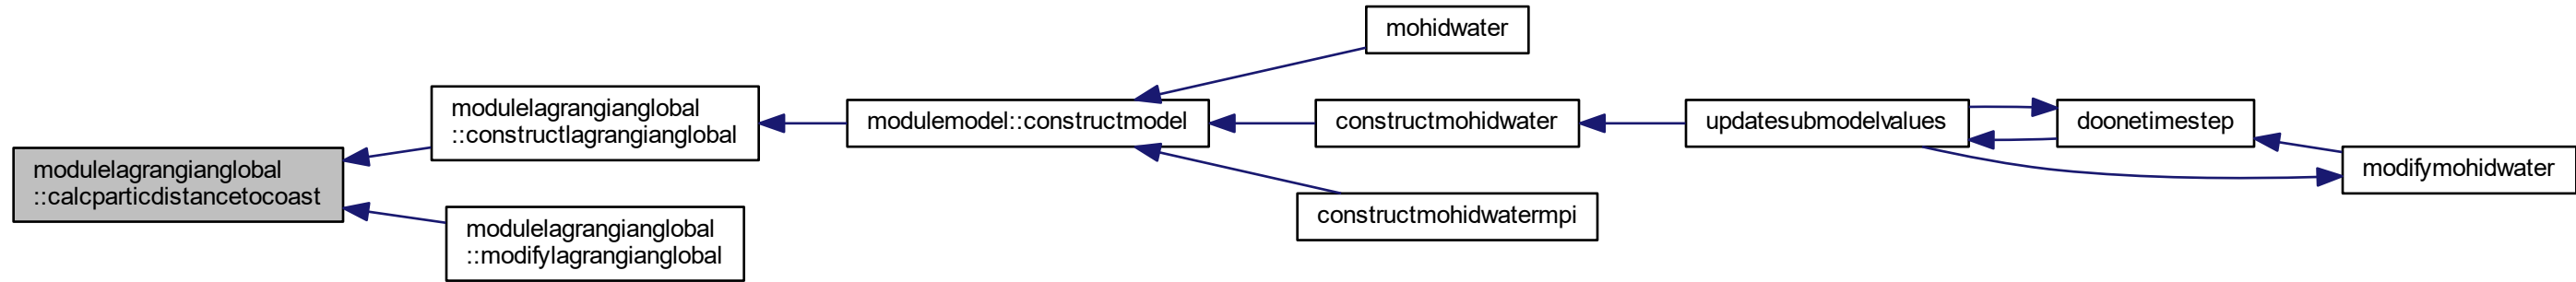 modulelagrangianglobal
::calcparticdistancetocoast
modulelagrangianglobal
::constructlagrangianglobal
modulelagrangianglobal
::modifylagrangianglobal
modulemodel::constructmodel
mohidwater
constructmohidwater
constructmohidwatermpi
updatesubmodelvalues
doonetimestep
modifymohidwater